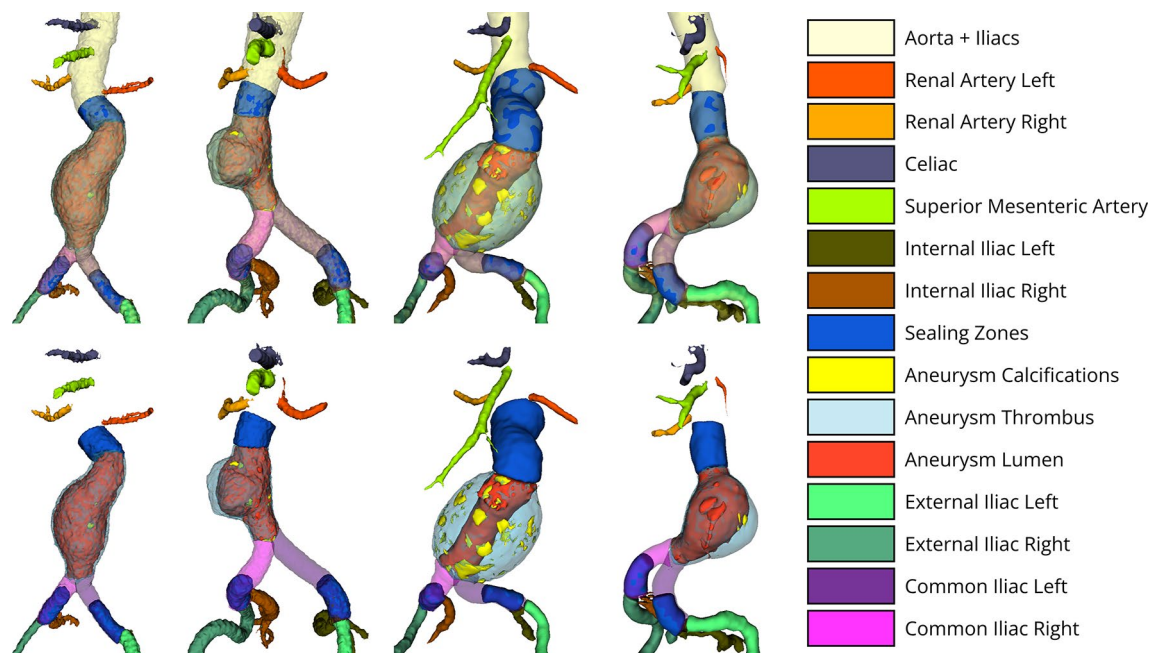 Aorta + Iliacs
Renal Artery Left
Renal Artery Right
Celiac
Superior Mesenteric Artery
Internal Iliac Left
Internal Iliac Right
Sealing Zones
Aneurysm Calcifications
Aneurysm Thrombus
Aneurysm Lumen
External Iliac Left
External Iliac Right
Common Iliac Left
Common Iliac Right